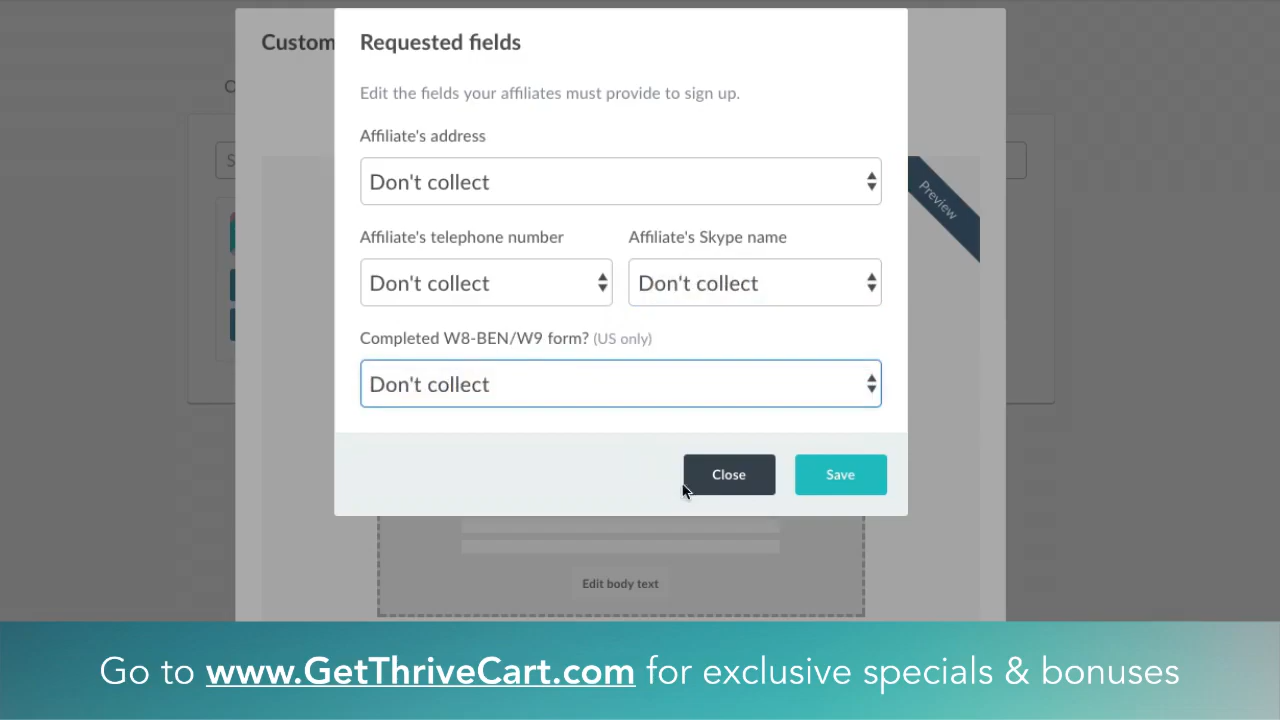 Custom
Requested fields
C
Edit the fields your affiliates must provide to sign up.
Affiliate's address
S
Don't collect
Preview
Affiliate's telephone number
Affiliate's Skype name
Don't collect
Don't collect
Completed W8-BEN/W9 form? (US only)
Don't collect
Close
Save
Edit body text
Go to www.GetThriveCart.com for exclusive specials & bonuses